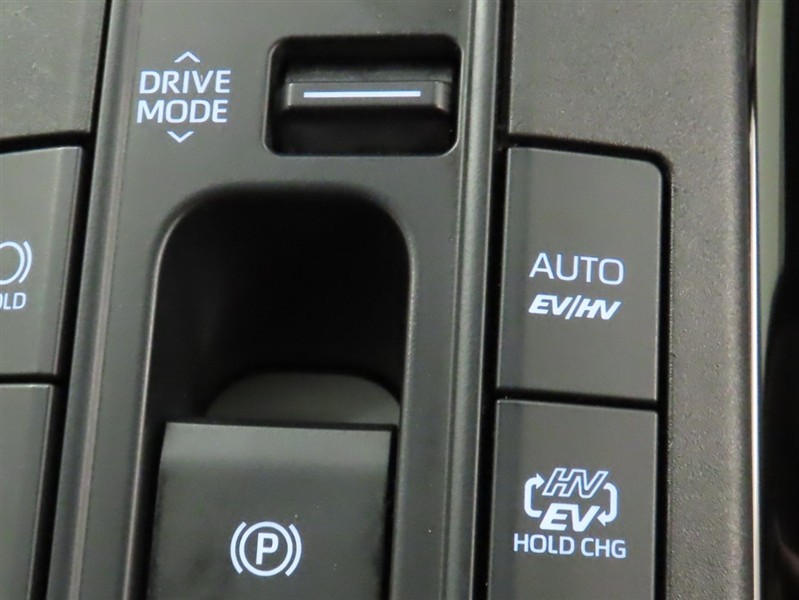 DRIVE
MODE
AUTO
EV/HV
HV
EV
HOLD CHG
P